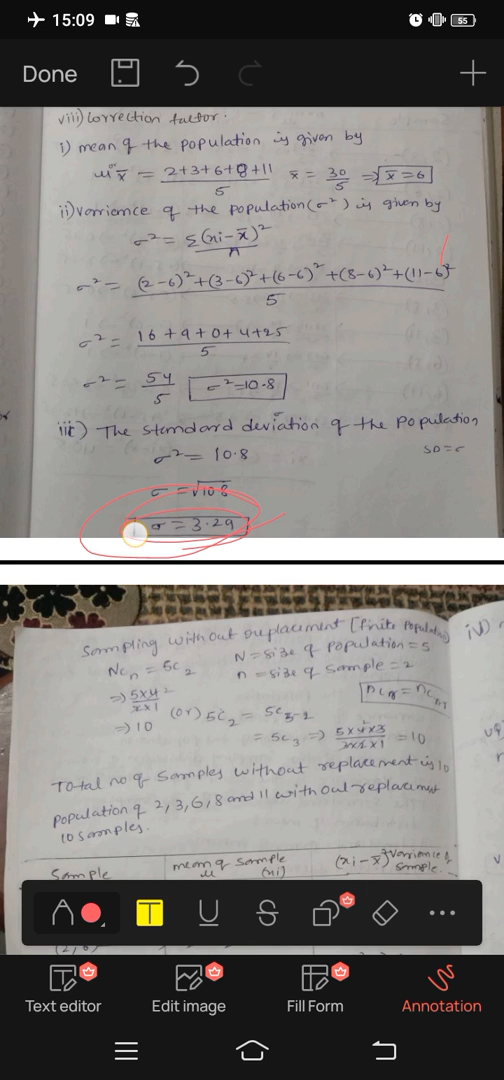 15:09
55
Done
viii) Correction factor.
i) mean of the population is given by
x̄ = 2+3+6+8+11 / 5 x̄ = 30/5 ⇒ x̄ = 6
ii) varience of the population (σ²) is given by
σ² = Σ(xi - x̄)² / n
σ² = (2-6)²+(3-6)²+(6-6)²+(8-6)²+(11-6)² / 5
σ² = 16+9+0+4+25 / 5
σ² = 54/5 σ²=10.8
iii) The standard deviation of the population
σ² = 10.8 SD=σ
σ = √10.8
σ = 3.29
Sampling without replacement [Finite Population] iv)
NCn = 5C2 N = size of population = 5
n = size of sample = 2
⇒ 5×4 / 2×1
⇒ 10 (or) 5C2 = 5C5-2
= 5C3 ⇒ 5×4×3 / 3×2×1 = 10
Total no of samples without replacement is 10
population of 2,3,6,8 and 11 without replacement
10 samples.
Sample mean of sample (xi) (xi - x̄)² varience of sample.
T
U
S
Text editor Edit image Fill Form Annotation